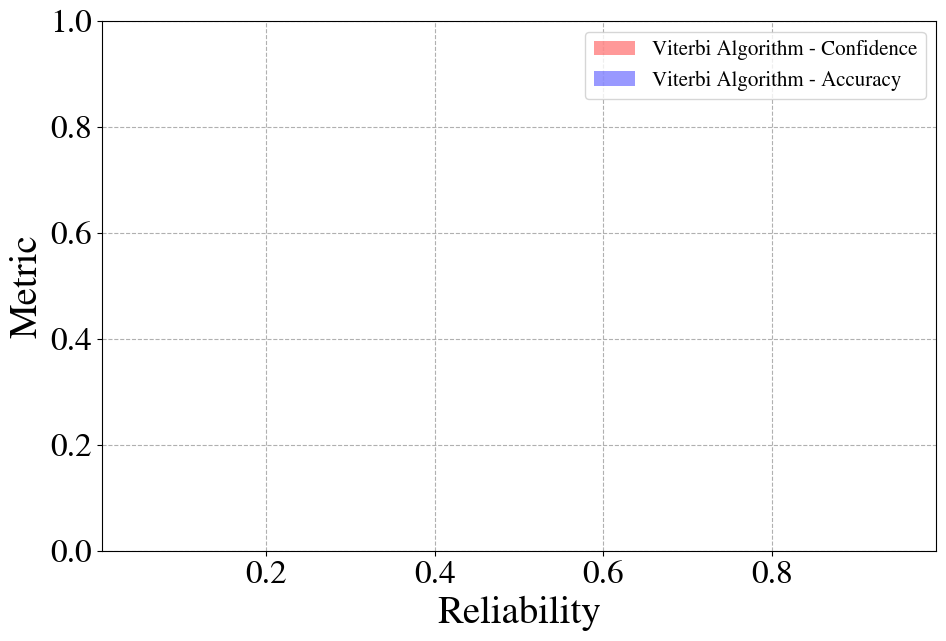 1.0
0.8
0.6
0.4
0.2
0.0
Metric
Viterbi Algorithm - Confidence
Viterbi Algorithm - Accuracy
0.2 0.4 0.6 0.8
Reliability